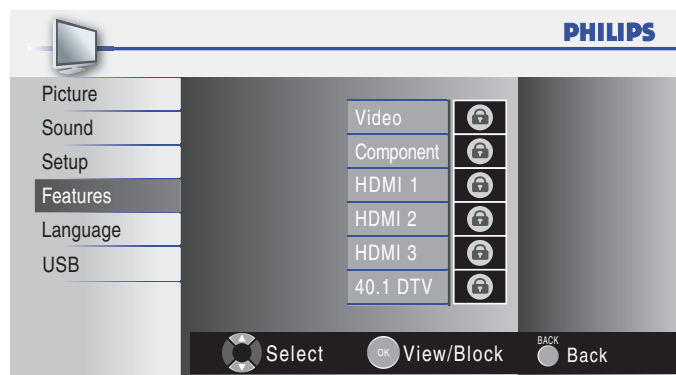 PHILIPS
Picture
Sound
Setup
Features
Language
USB
Video
Component
HDMI 1
HDMI 2
HDMI 3
40.1 DTV
Select
OK View/Block
BACK
Back